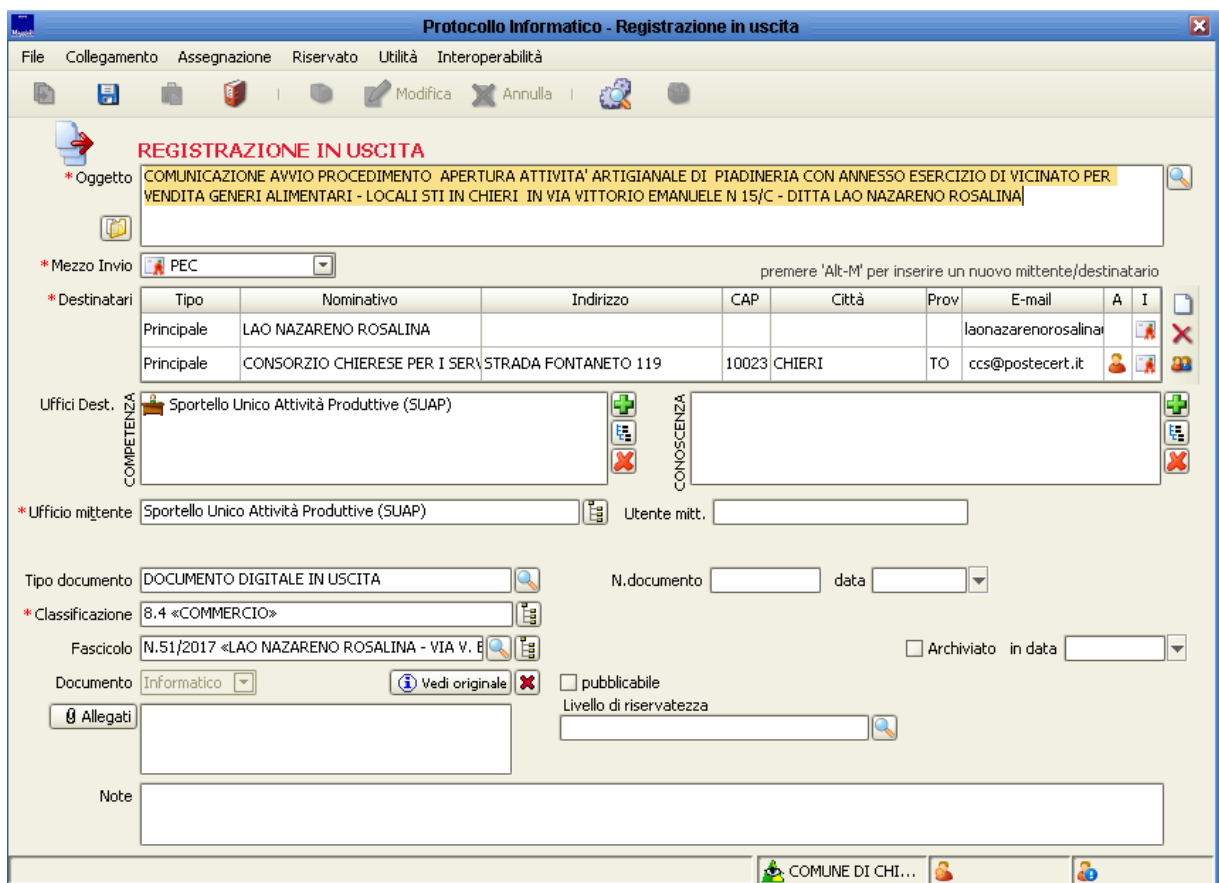 Protocollo Informatico - Registrazione in uscita
File Collegamento Assegnazione Riservato Utilità Interoperabilità
Modifica Annulla
REGISTRAZIONE IN USCITA
* Oggetto COMUNICAZIONE AVVIO PROCEDIMENTO APERTURA ATTIVITA' ARTIGIANALE DI PIADINERIA CON ANNESSO ESERCIZIO DI VICINATO PER
VENDITA GENERI ALIMENTARI - LOCALI STI IN CHIERI IN VIA VITTORIO EMANUELE N 15/C - DITTA LAO NAZARENO ROSALINA
* Mezzo Invio PEC
premere 'Alt-M' per inserire un nuovo mittente/destinatario
* Destinatari Tipo Nominativo Indirizzo CAP Città Prov E-mail A I
Principale LAO NAZARENO ROSALINA laonazarenorosalina
Principale CONSORZIO CHIERESE PER I SERV STRADA FONTANETO 119 10023 CHIERI TO ccs@postecert.it
Uffici Dest. COMPETENZA Sportello Unico Attività Produttive (SUAP) CONOSCENZA
* Ufficio mittente Sportello Unico Attività Produttive (SUAP) Utente mitt.
Tipo documento DOCUMENTO DIGITALE IN USCITA N.documento data
* Classificazione 8.4 «COMMERCIO»
Fascicolo N.51/2017 «LAO NAZARENO ROSALINA - VIA V. E Archiviato in data
Documento Informatico Vedi originale pubblicabile
Livello di riservatezza
Allegati
Note
COMUNE DI CHI...